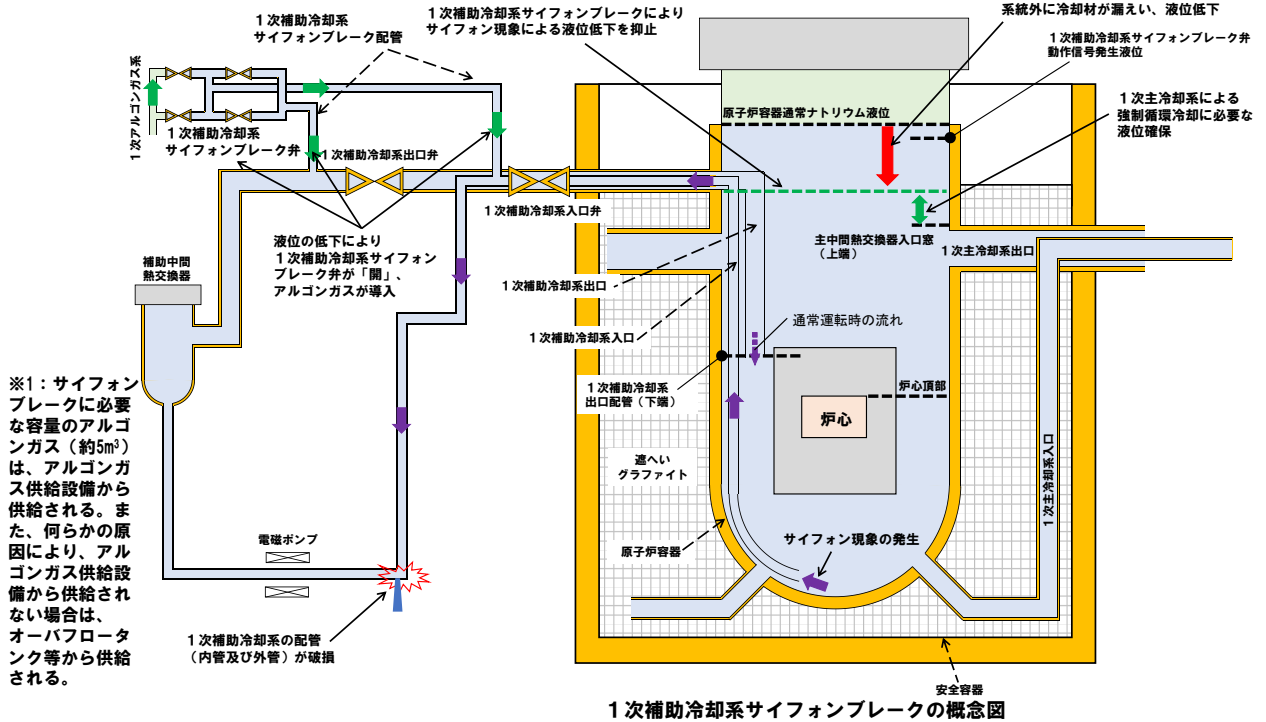 １次補助冷却系
サイフォンブレーク配管
１次補助冷却系サイフォンブレークにより
サイフォン現象による液位低下を抑止
系統外に冷却材が漏えい、液位低下
１次補助冷却系サイフォンブレーク弁
動作信号発生液位
１次アルゴンガス系
１次補助冷却系
サイフォンブレーク弁
１次補助冷却系出口弁
原子炉容器通常ナトリウム液位
１次主冷却系による
強制循環冷却に必要な
液位確保
１次補助冷却系入口弁
液位の低下により
１次補助冷却系サイフォン
ブレーク弁が「開」、
アルゴンガスが導入
補助中間
熱交換器
主中間熱交換器入口窓
（上端）
１次主冷却系出口
１次補助冷却系出口
１次補助冷却系入口
通常運転時の流れ
１次補助冷却系
出口配管（下端）
炉心頂部
炉心
※1：サイフォン
ブレークに必要
な容量のアルゴ
ンガス（約5m³）
は、アルゴンガ
ス供給設備から
供給される。ま
た、何らかの原
因により、アル
ゴンガス供給設
備から供給され
ない場合は、
オーバフロータ
ンク等から供給
される。
遮へい
グラファイト
１次主冷却系入口
電磁ポンプ
原子炉容器
サイフォン現象の発生
１次補助冷却系の配管
（内管及び外管）が破損
安全容器
１次補助冷却系サイフォンブレークの概念図